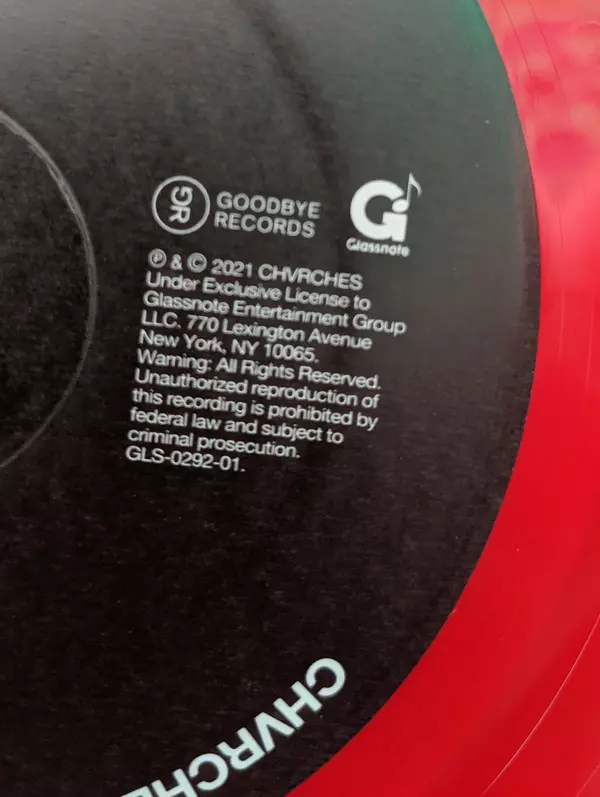 GR
GOODBYE
RECORDS
G
Glassnote
℗ & © 2021 CHVRCHES
Under Exclusive License to
Glassnote Entertainment Group
LLC. 770 Lexington Avenue
New York, NY 10065.
Warning: All Rights Reserved.
Unauthorized reproduction of
this recording is prohibited by
federal law and subject to
criminal prosecution.
GLS-0292-01.
CHVRCHE